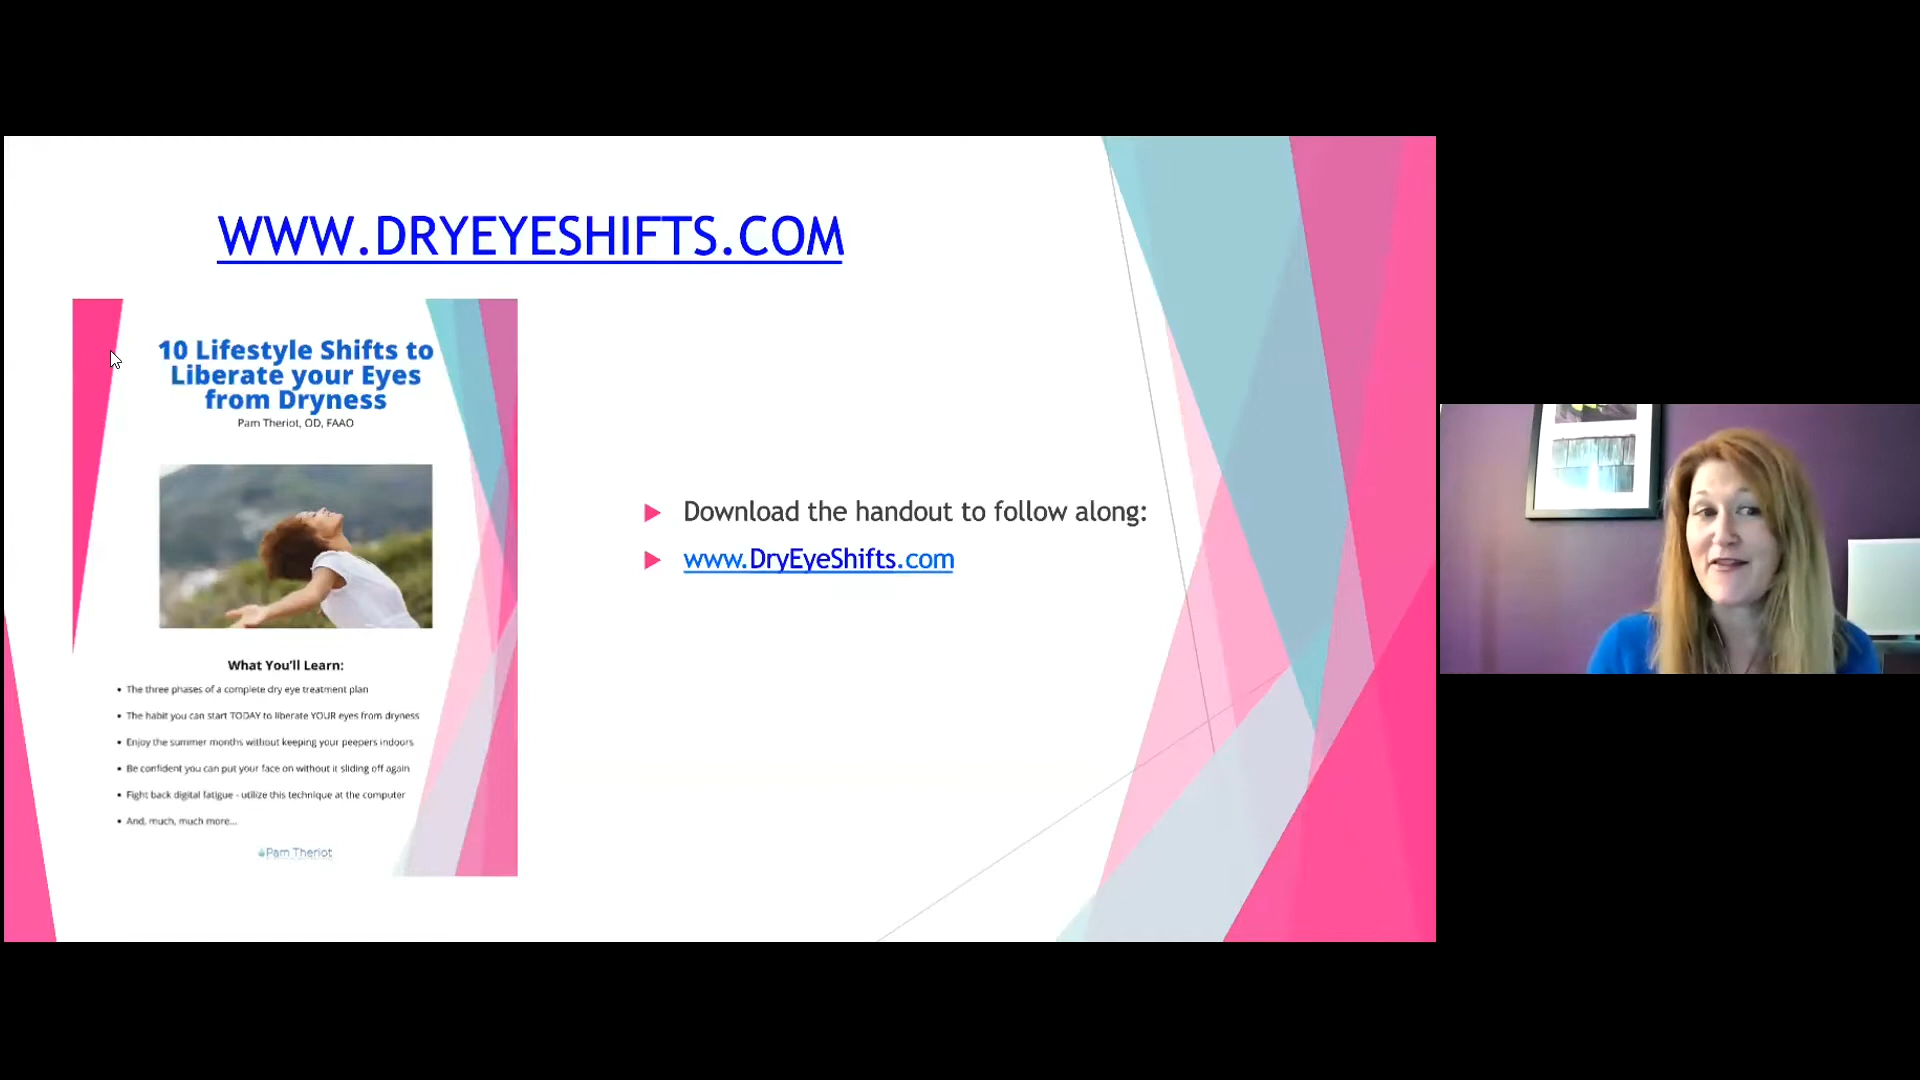 WWW.DRYEYESHIFTS.COM
10 Lifestyle Shifts to
Liberate your Eyes
from Dryness
Pam Theriot, OD, FAAO
What You'll Learn:
• The three phases of a complete dry eye treatment plan
• The habit you can start TODAY to liberate YOUR eyes from dryness
• Enjoy the summer months without keeping your peepers indoors
• Be confident you can put your face on without it sliding off again
• Fight back digital fatigue - utilize this technique at the computer
• And, much, much more...
Pam Theriot
Download the handout to follow along:
www.DryEyeShifts.com